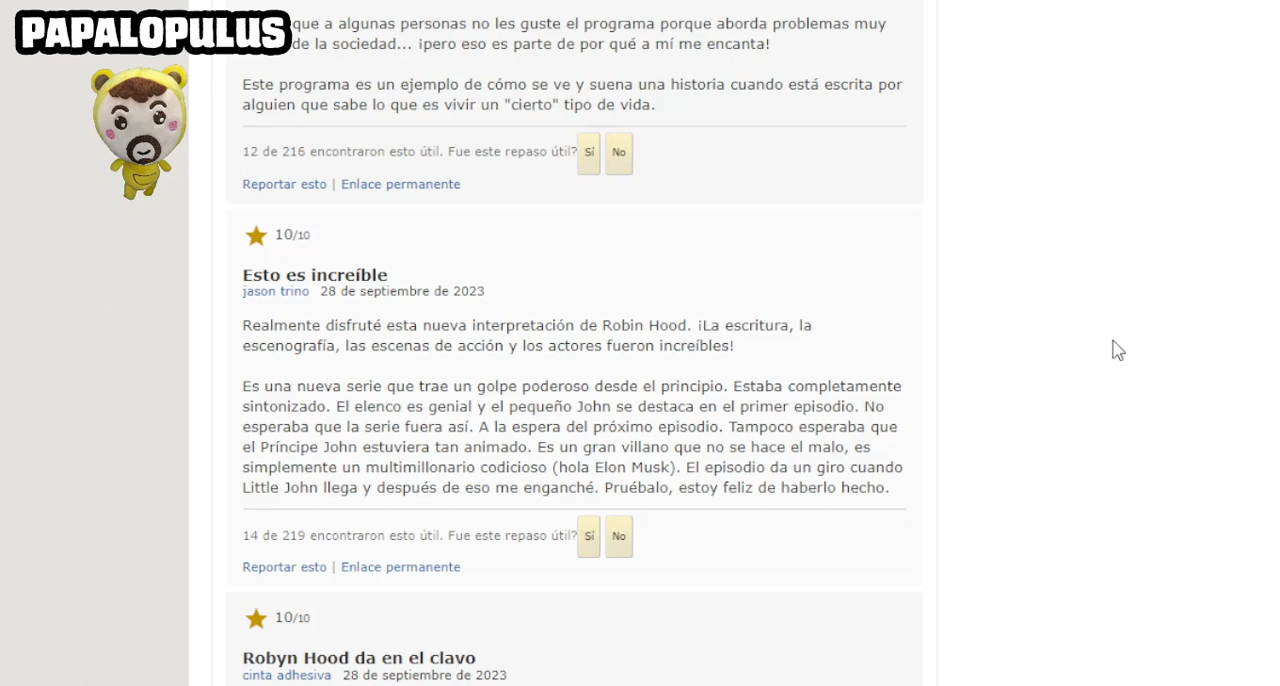 PAPALOPULUS
que a algunas personas no les guste el programa porque aborda problemas muy
de la sociedad... ¡pero eso es parte de por qué a mí me encanta!
Este programa es un ejemplo de cómo se ve y suena una historia cuando está escrita por
alguien que sabe lo que es vivir un "cierto" tipo de vida.
12 de 216 encontraron esto útil. Fue este repaso útil? Sí No
Reportar esto | Enlace permanente
10/10
Esto es increíble
jason trino 28 de septiembre de 2023
Realmente disfruté esta nueva interpretación de Robin Hood. ¡La escritura, la
escenografía, las escenas de acción y los actores fueron increíbles!
Es una nueva serie que trae un golpe poderoso desde el principio. Estaba completamente
sintonizado. El elenco es genial y el pequeño John se destaca en el primer episodio. No
esperaba que la serie fuera así. A la espera del próximo episodio. Tampoco esperaba que
el Príncipe John estuviera tan animado. Es un gran villano que no se hace el malo, es
simplemente un multimillonario codicioso (hola Elon Musk). El episodio da un giro cuando
Little John llega y después de eso me enganché. Pruébalo, estoy feliz de haberlo hecho.
14 de 219 encontraron esto útil. Fue este repaso útil? Sí No
Reportar esto | Enlace permanente
10/10
Robyn Hood da en el clavo
cinta adhesiva 28 de septiembre de 2023